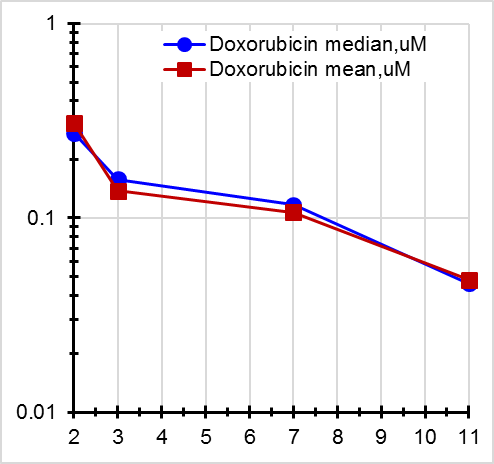 1
Doxorubicin median,uM
Doxorubicin mean,uM
0.1
0.01
2 3 4 5 6 7 8 9 10 11